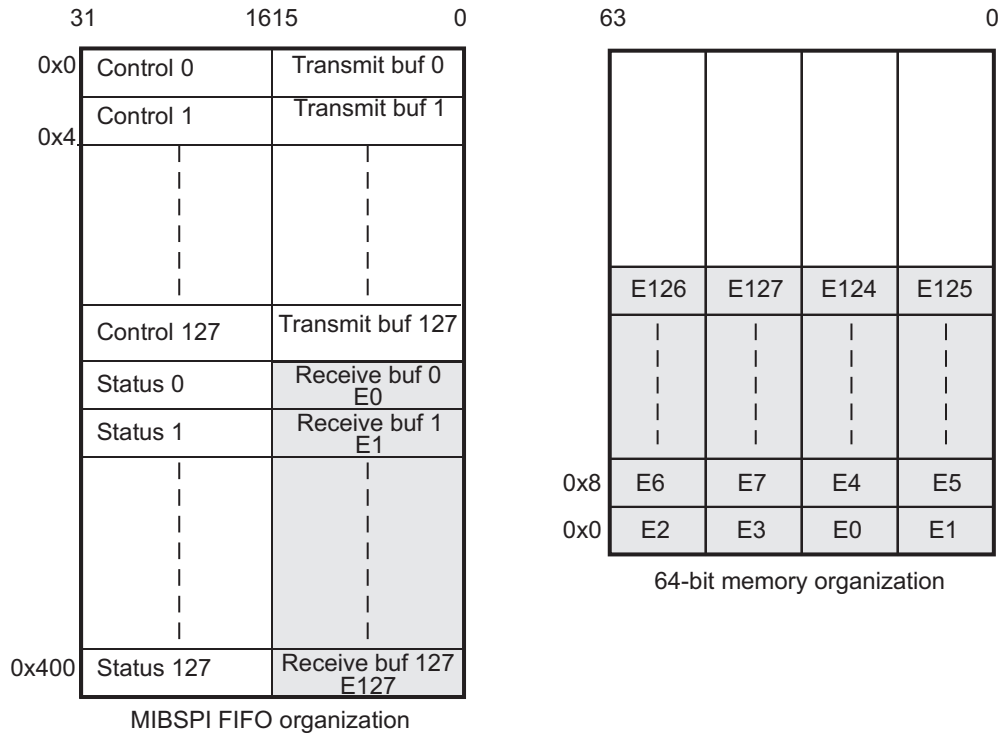 31 1615 0
0x0 Control 0 Transmit buf 0
Control 1 Transmit buf 1
0x4
Control 127 Transmit buf 127
Status 0 Receive buf 0
E0
Status 1 Receive buf 1
E1
0x400 Status 127 Receive buf 127
E127
MIBSPI FIFO organization
63 0
E126 E127 E124 E125
0x8 E6 E7 E4 E5
0x0 E2 E3 E0 E1
64-bit memory organization